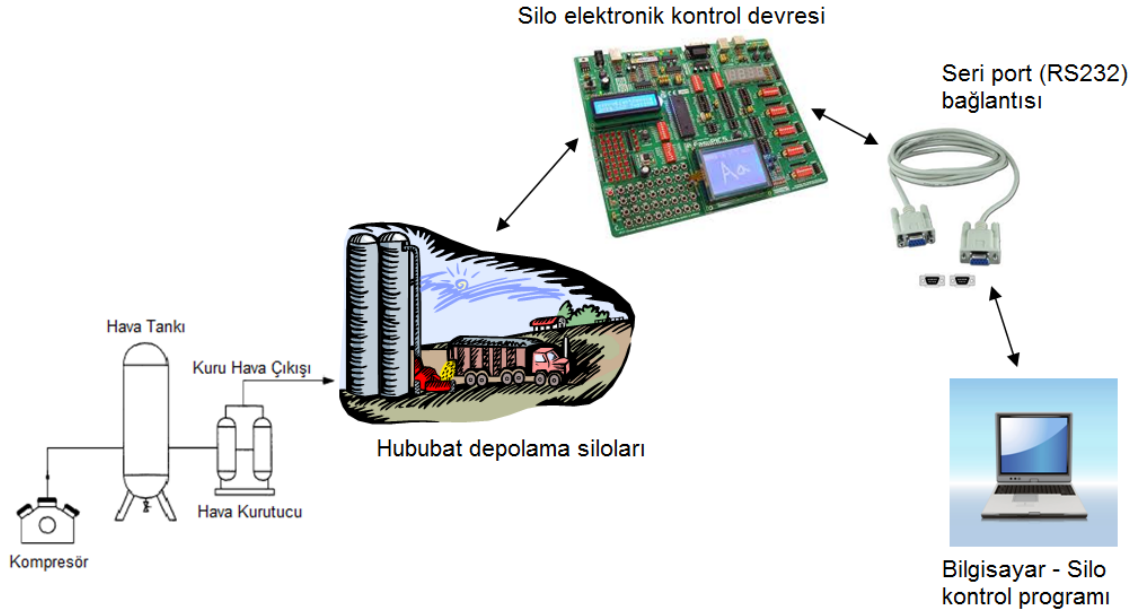 Silo elektronik kontrol devresi
Seri port (RS232)
bağlantısı
Aa
Hava Tankı
Kuru Hava Çıkışı
Hububat depolama siloları
Hava Kurutucu
Kompresör
Bilgisayar - Silo
kontrol programı